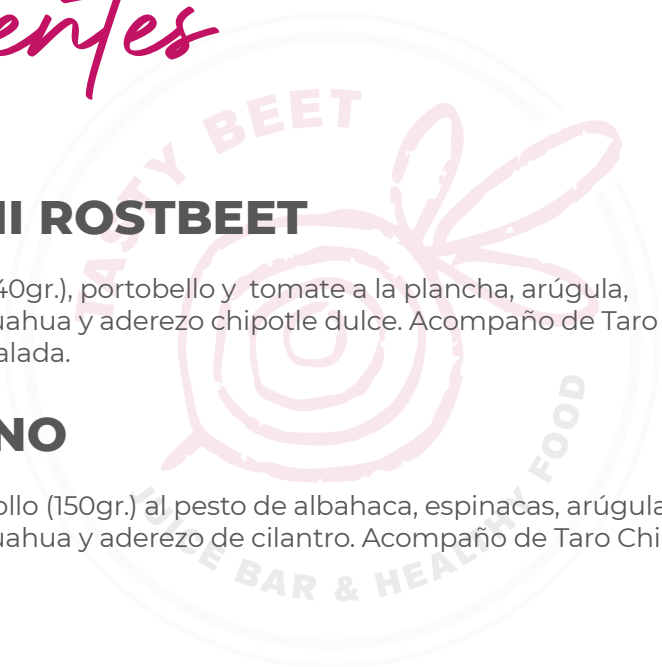 entes
TASTY BEET
II ROSTBEET
40gr.), portobello y tomate a la plancha, arúgula,
uahua y aderezo chipotle dulce. Acompaño de Taro
alada.
NO
ollo (150gr.) al pesto de albahaca, espinacas, arúgula
uahua y aderezo de cilantro. Acompaño de Taro Chi
JUICE BAR & HEALTHY FOOD